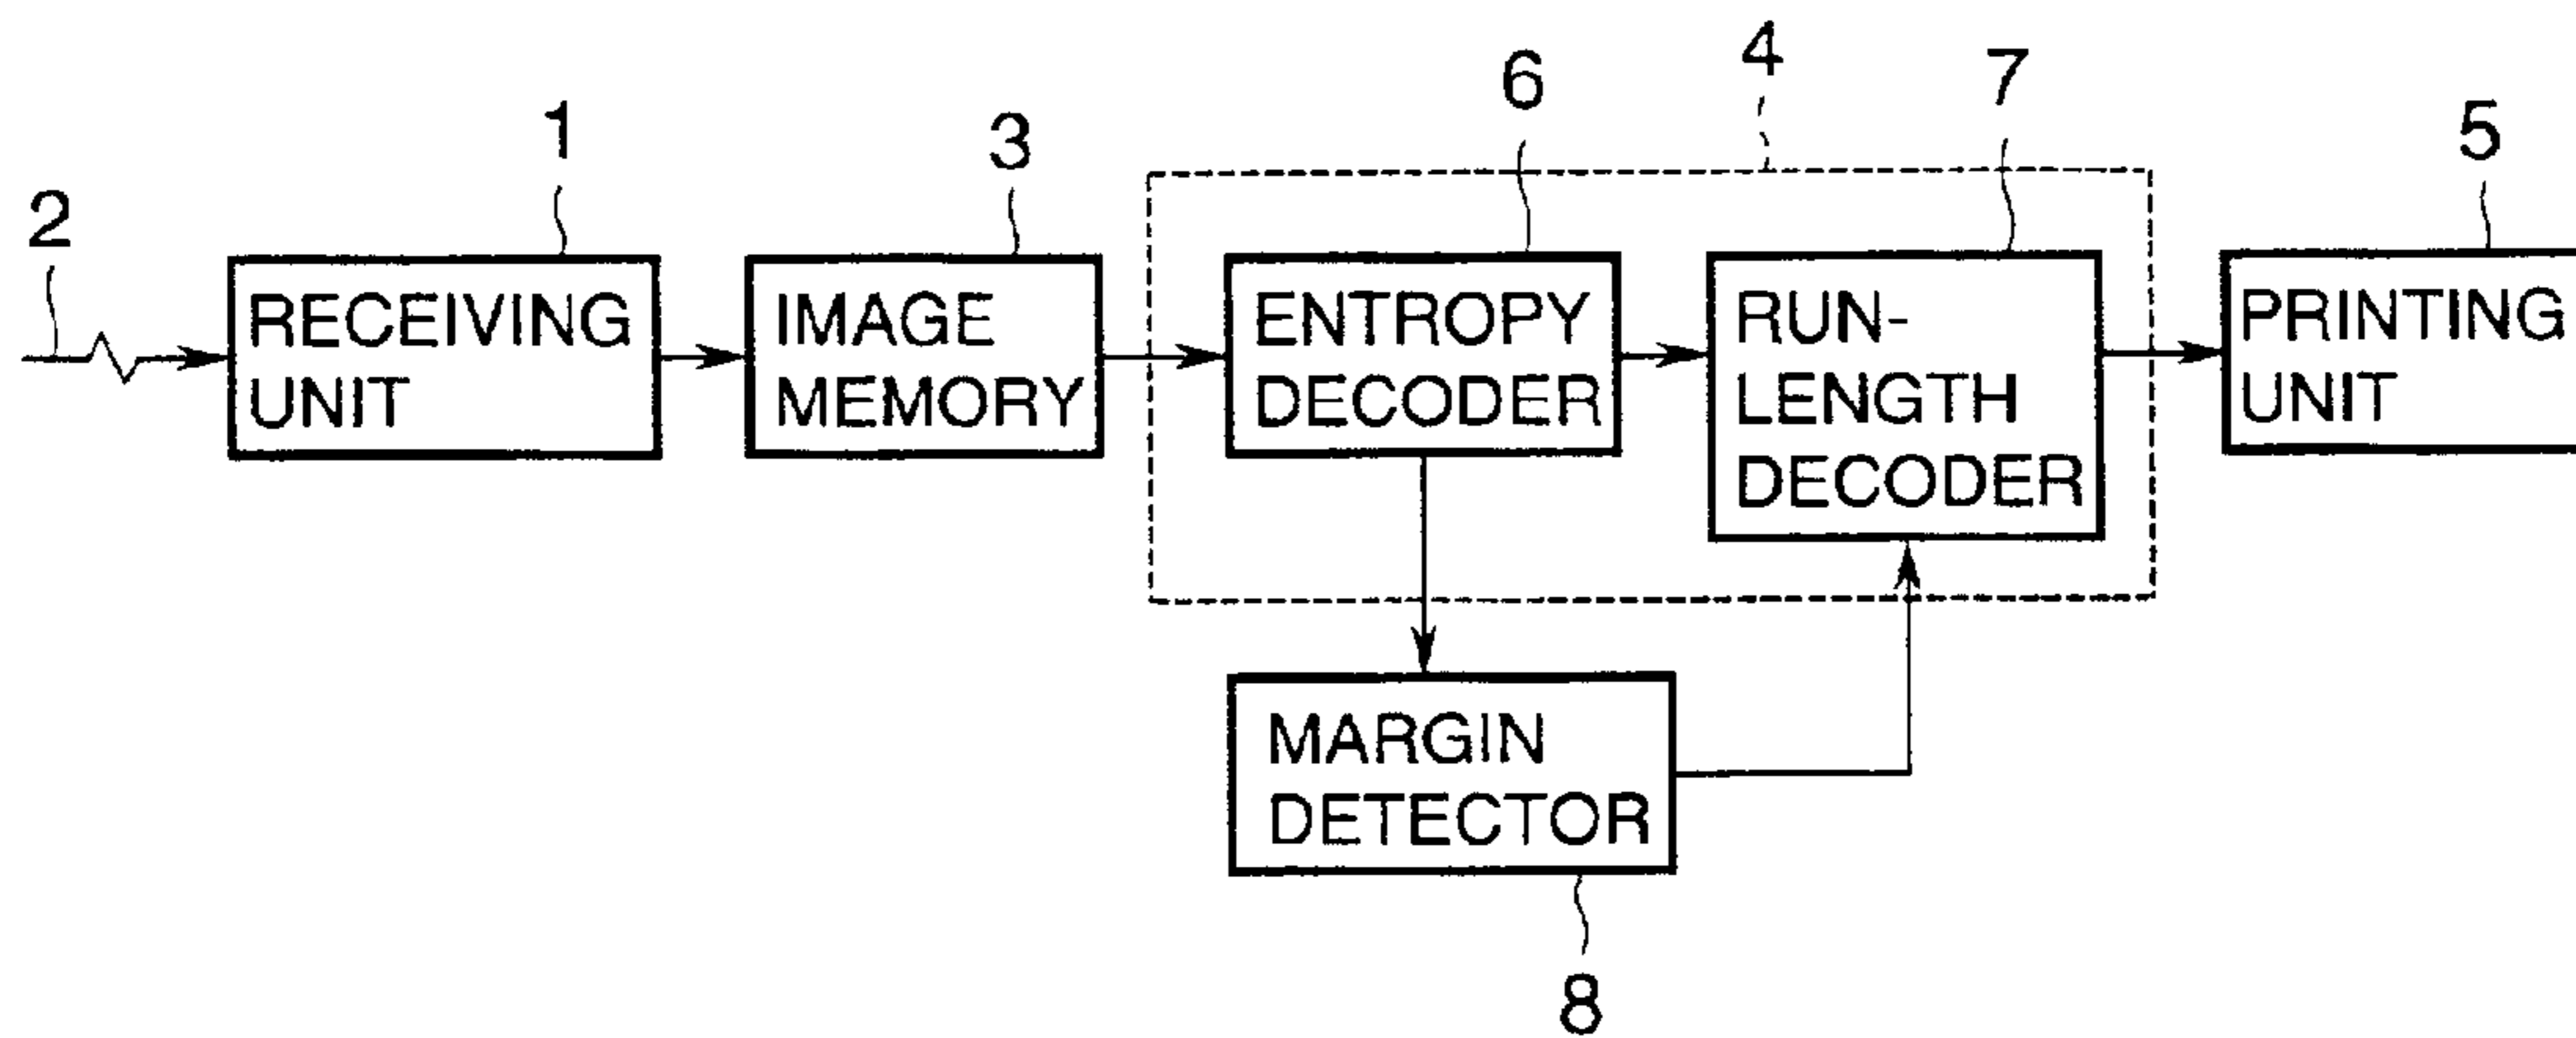 4
6
7
1
3
5
2
RECEIVING
UNIT
IMAGE
MEMORY
ENTROPY
DECODER
RUN-
LENGTH
DECODER
PRINTING
UNIT
MARGIN
DETECTOR
8